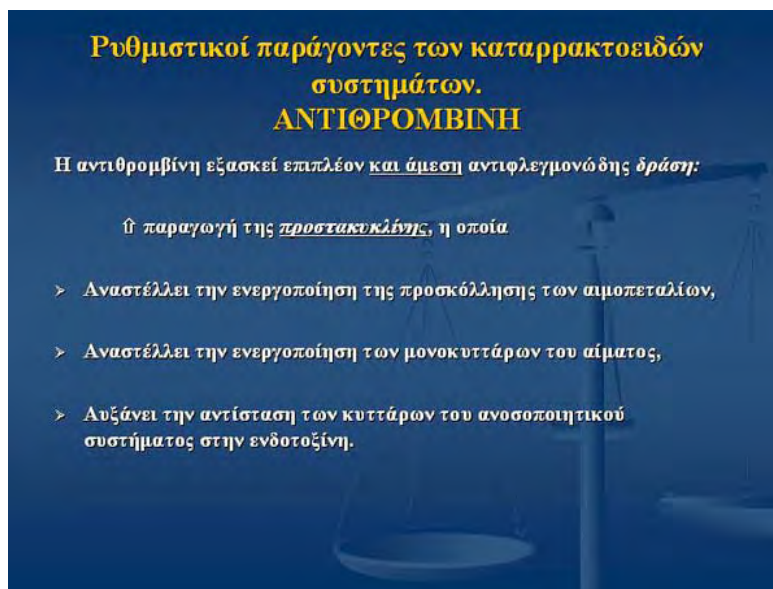 Ρυθμιστικοί παράγοντες των καταρρακτοειδών
συστημάτων.
ΑΝΤΙΘΡΟΜΒΙΝΗ
Η αντιθρομβίνη εξασκεί επιπλέον και άμεση αντιφλεγμονώδης δράση:
⇧ παραγωγή της προστακυκλίνης, η οποία
➢ Αναστέλλει την ενεργοποίηση της προσκόλλησης των αιμοπεταλίων,
➢ Αναστέλλει την ενεργοποίηση των μονοκυττάρων του αίματος,
➢ Αυξάνει την αντίσταση των κυττάρων του ανοσοποιητικού
συστήματος στην ενδοτοξίνη.